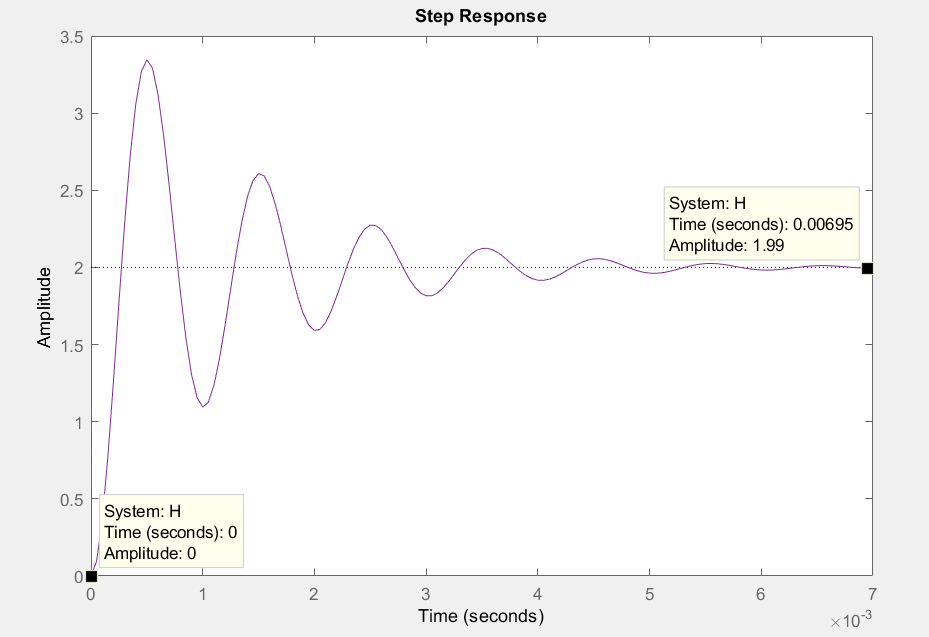 Step Response
3.5
3
2.5
2
1.5
1
0.5
0
Amplitude
System: H
Time (seconds): 0.00695
Amplitude: 1.99
System: H
Time (seconds): 0
Amplitude: 0
0 1 2 3 4 5 6 7
Time (seconds)
×10⁻³